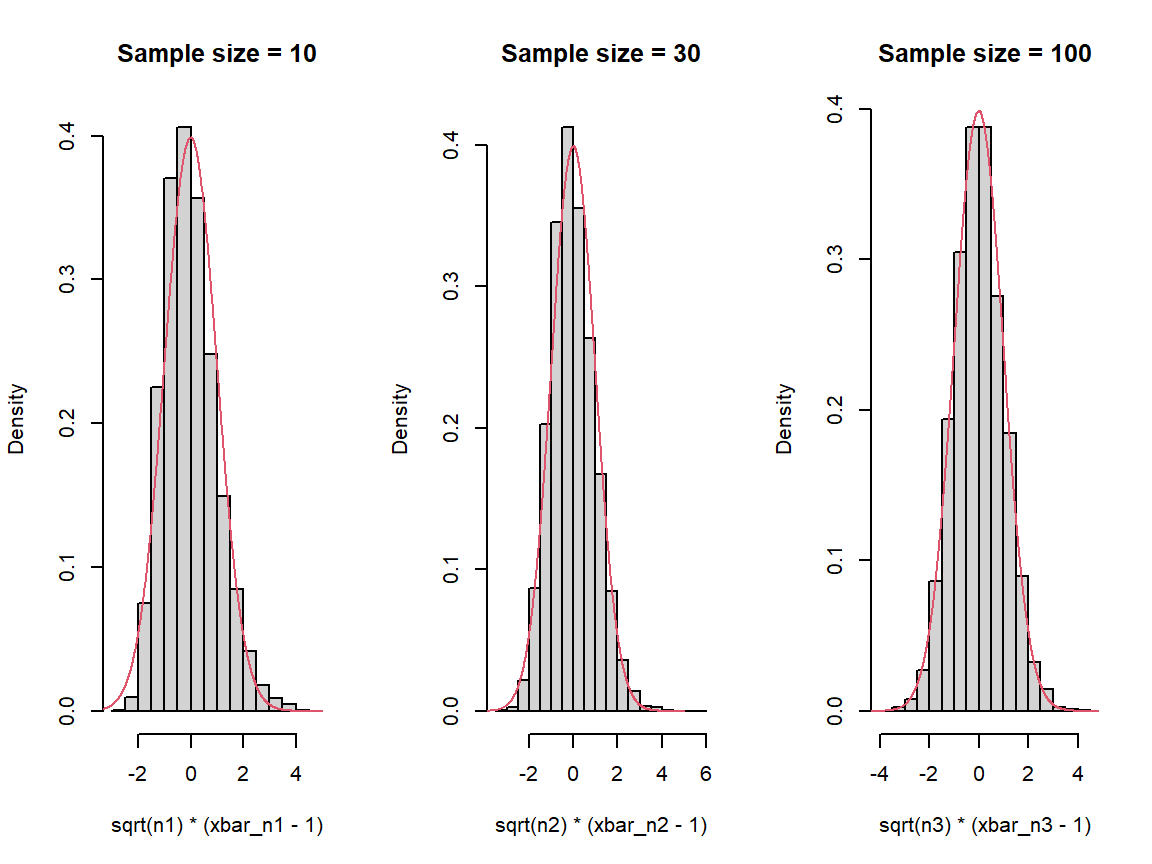 Sample size = 10
Density
0.0 0.1 0.2 0.3 0.4
-2 0 2 4
sqrt(n1) * (xbar_n1 - 1)
Sample size = 30
Density
0.0 0.1 0.2 0.3 0.4
-2 0 2 4 6
sqrt(n2) * (xbar_n2 - 1)
Sample size = 100
Density
0.0 0.1 0.2 0.3 0.4
-4 -2 0 2 4
sqrt(n3) * (xbar_n3 - 1)